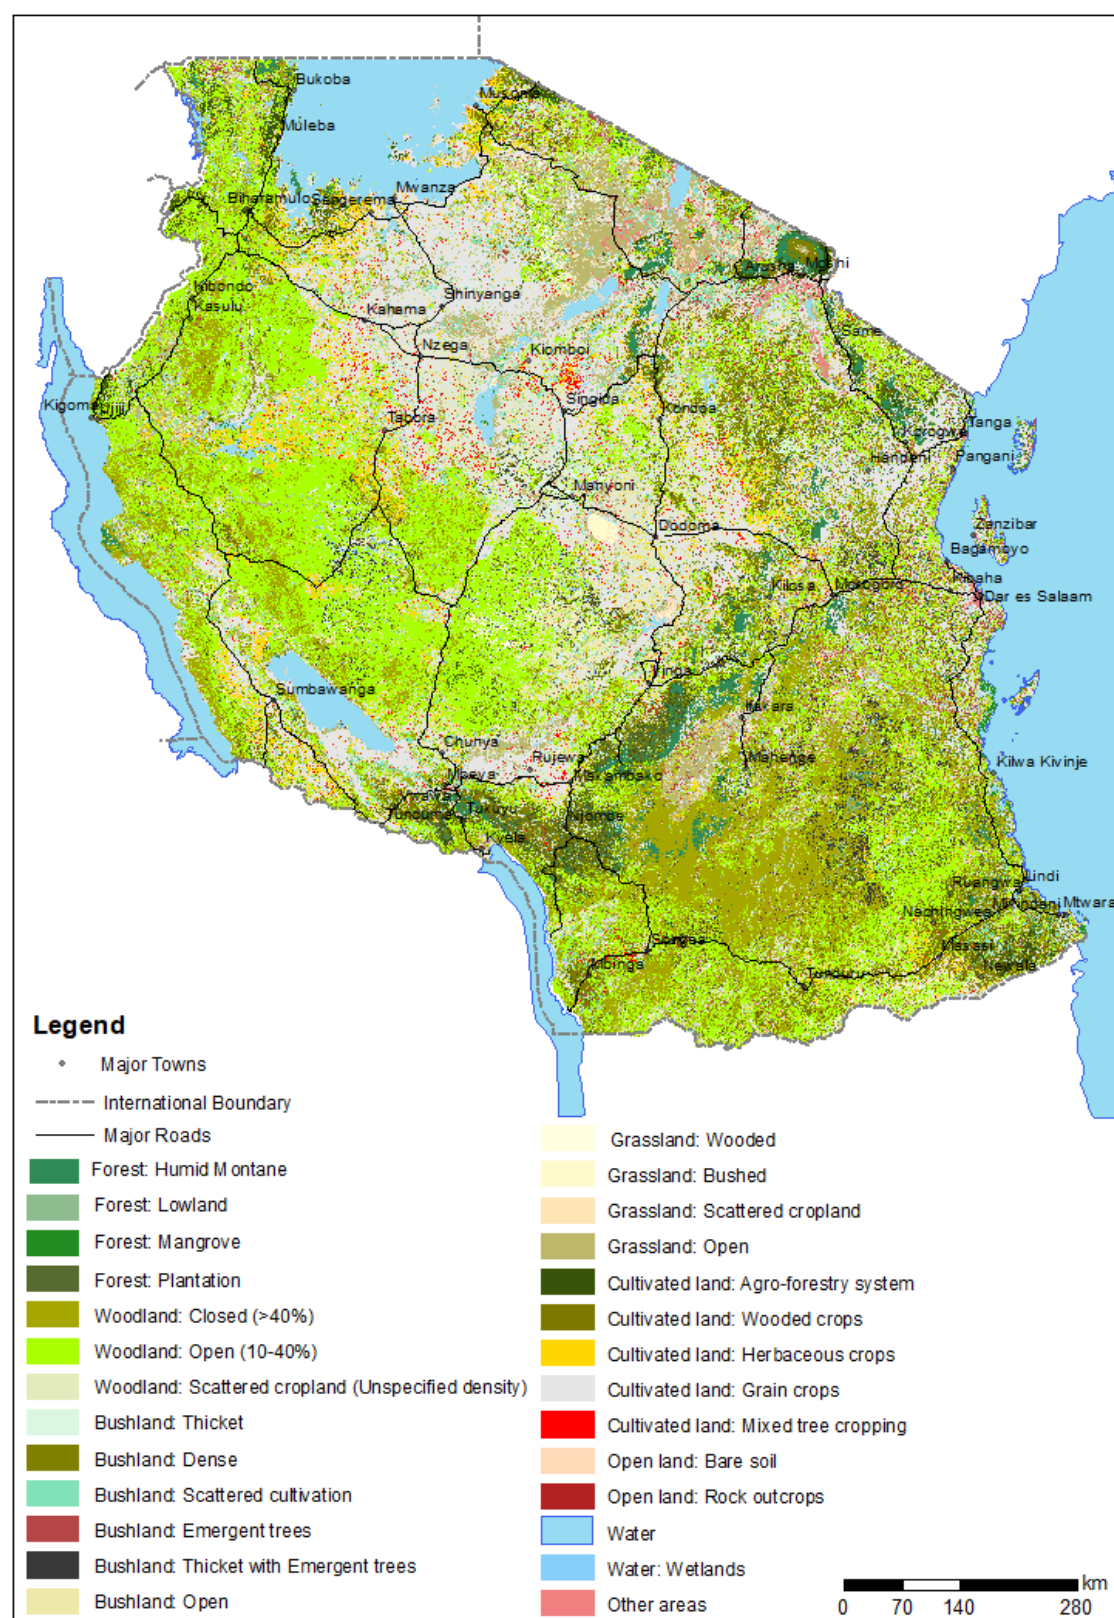 Bukoba
Musoma
Muleba
Mwanza
Biharamulo
Sengerema
Arusha
Moshi
Kibondo
Kasulu
Shinyanga
Kahama
Same
Nzega
Kiomboi
Singida
Kigoma
Ujiji
Kondoa
Tabora
Tanga
Korogwe
Handeni
Pangani
Manyoni
Dodoma
Zanzibar
Bagamoyo
Kibaha
Kilosa
Morogoro
Dar es Salaam
Iringa
Sumbawanga
Ifakara
Chunya
Rujewa
Mahenge
Kilwa Kivinje
Mbeya
Makambako
Vwawa
Tukuyu
Tunduma
Njombe
Kyela
Lindi
Ruangwa
Mikindani
Mtwara
Nachingwea
Songea
Masasi
Newala
Mbinga
Tunduru
Legend
Major Towns
International Boundary
Major Roads
Forest: Humid Montane
Forest: Lowland
Forest: Mangrove
Forest: Plantation
Woodland: Closed (>40%)
Woodland: Open (10-40%)
Woodland: Scattered cropland (Unspecified density)
Bushland: Thicket
Bushland: Dense
Bushland: Scattered cultivation
Bushland: Emergent trees
Bushland: Thicket with Emergent trees
Bushland: Open
Grassland: Wooded
Grassland: Bushed
Grassland: Scattered cropland
Grassland: Open
Cultivated land: Agro-forestry system
Cultivated land: Wooded crops
Cultivated land: Herbaceous crops
Cultivated land: Grain crops
Cultivated land: Mixed tree cropping
Open land: Bare soil
Open land: Rock outcrops
Water
Water: Wetlands
Other areas
km
0 70 140 280